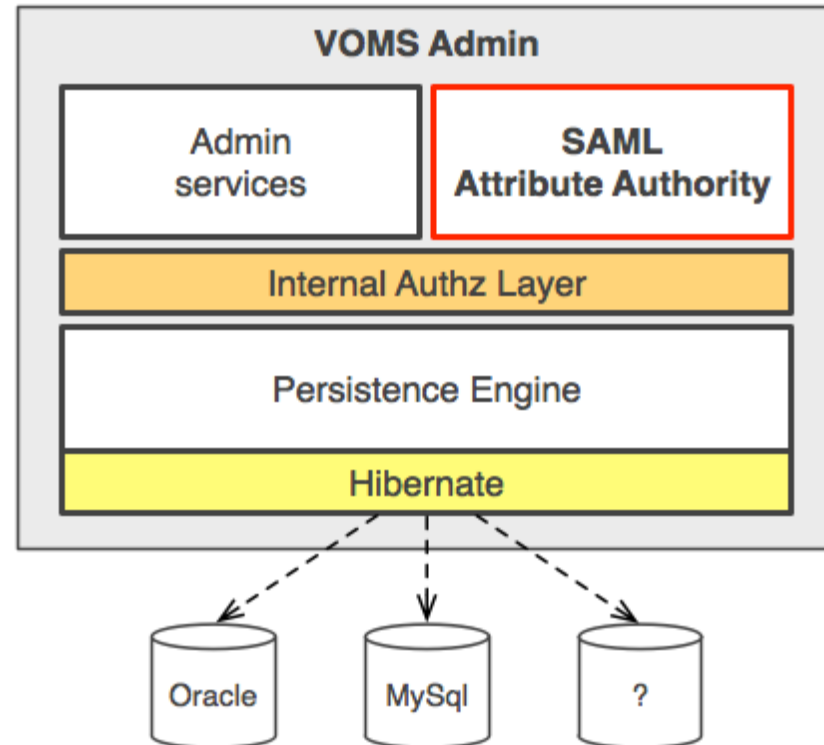 VOMS Admin
Admin
services
SAML
Attribute Authority
Internal Authz Layer
Persistence Engine
Hibernate
Oracle
MySql
?